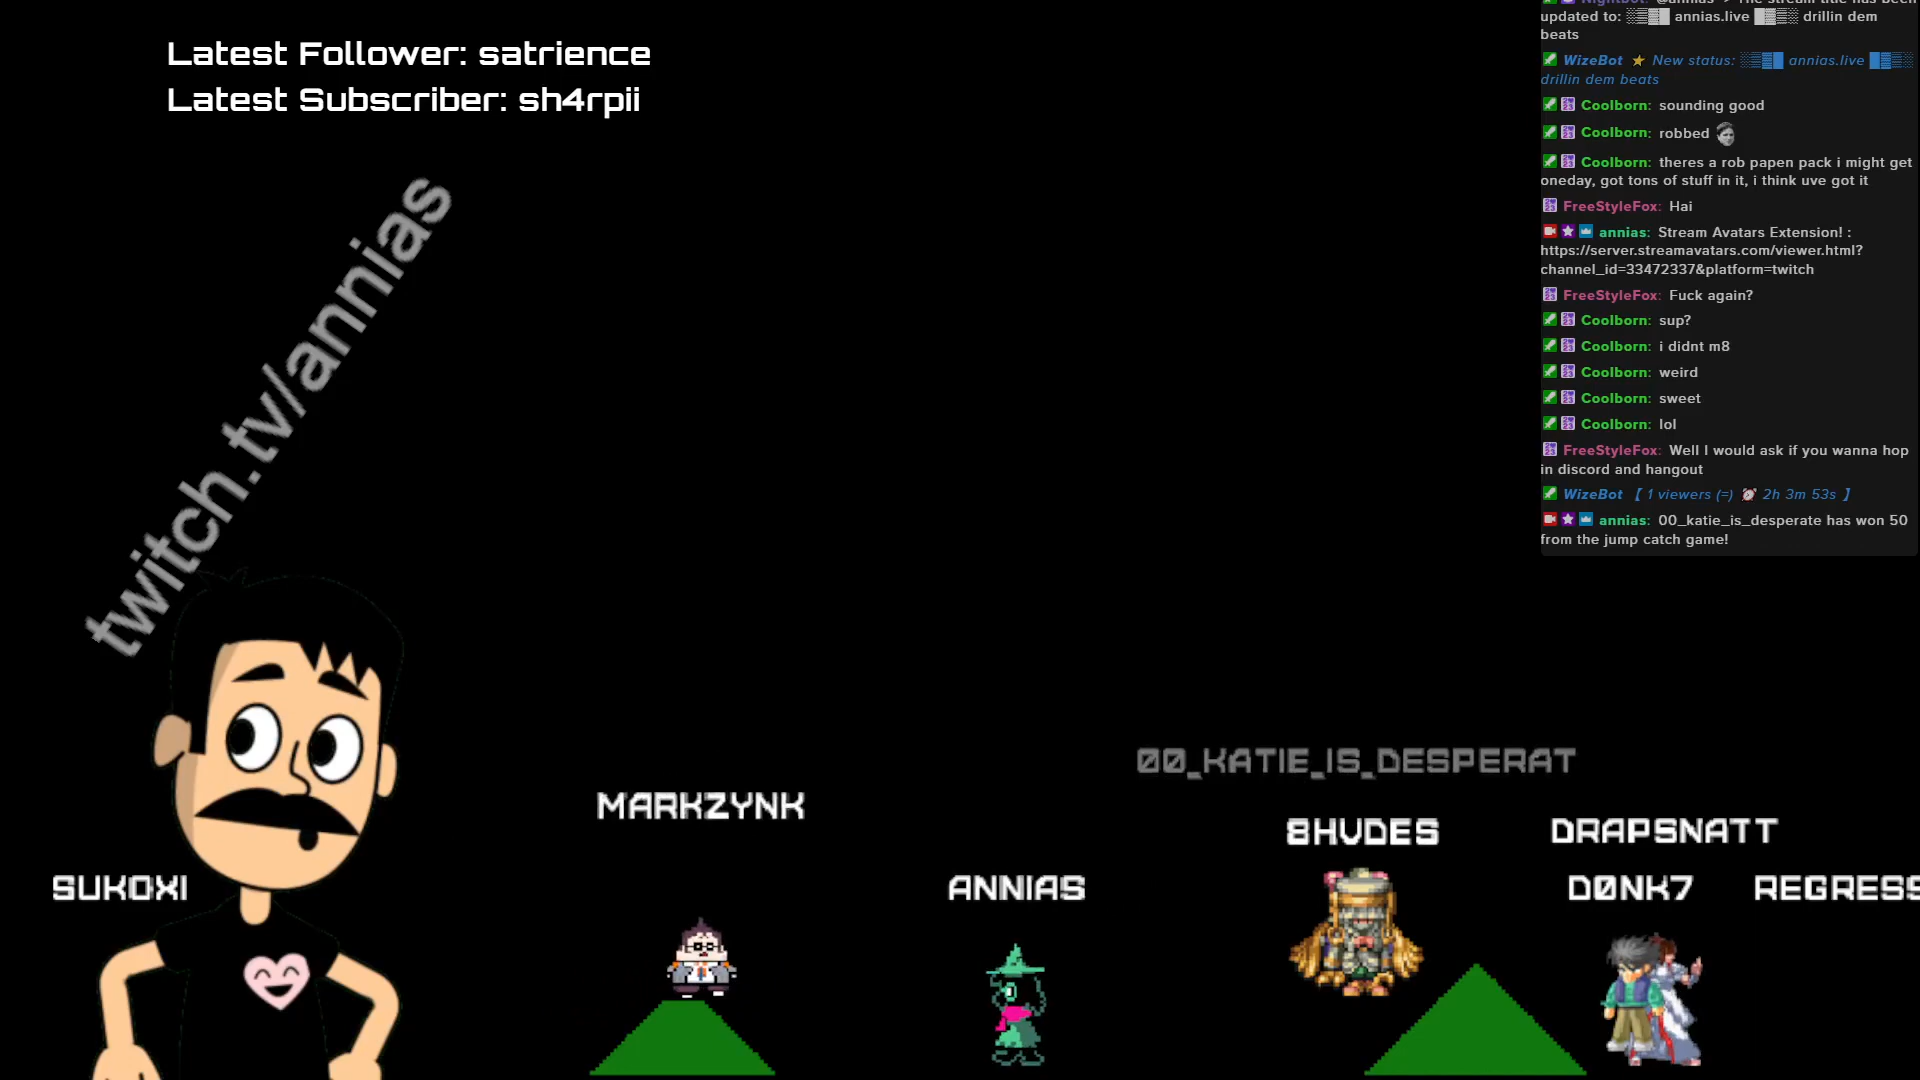 Latest Follower: satrience
Latest Subscriber: sh4rpii
twitch.tv/annias
updated to: ░▒▓█ annias.live █▓▒░ drillin dem
beats
WizeBot ★ New status: ░▒▓█ annias.live █▓▒░
drillin dem beats
Coolborn: sounding good
Coolborn: robbed
Coolborn: theres a rob papen pack i might get
oneday, got tons of stuff in it, i think uve got it
FreeStyleFox: Hai
annias: Stream Avatars Extension! :
https://server.streamavatars.com/viewer.html?
channel_id=33472337&platform=twitch
FreeStyleFox: Fuck again?
Coolborn: sup?
Coolborn: i didnt m8
Coolborn: weird
Coolborn: sweet
Coolborn: lol
FreeStyleFox: Well I would ask if you wanna hop
in discord and hangout
WizeBot 【 1 viewers (=) ⏰ 2h 3m 53s 】
annias: 00_katie_is_desperate has won 50
from the jump catch game!
00_KATIE_IS_DESPERAT
MARKZYNK
8HVDES
DRAPSNATT
SUKOXI
ANNIAS
D0NK7
REGRESS